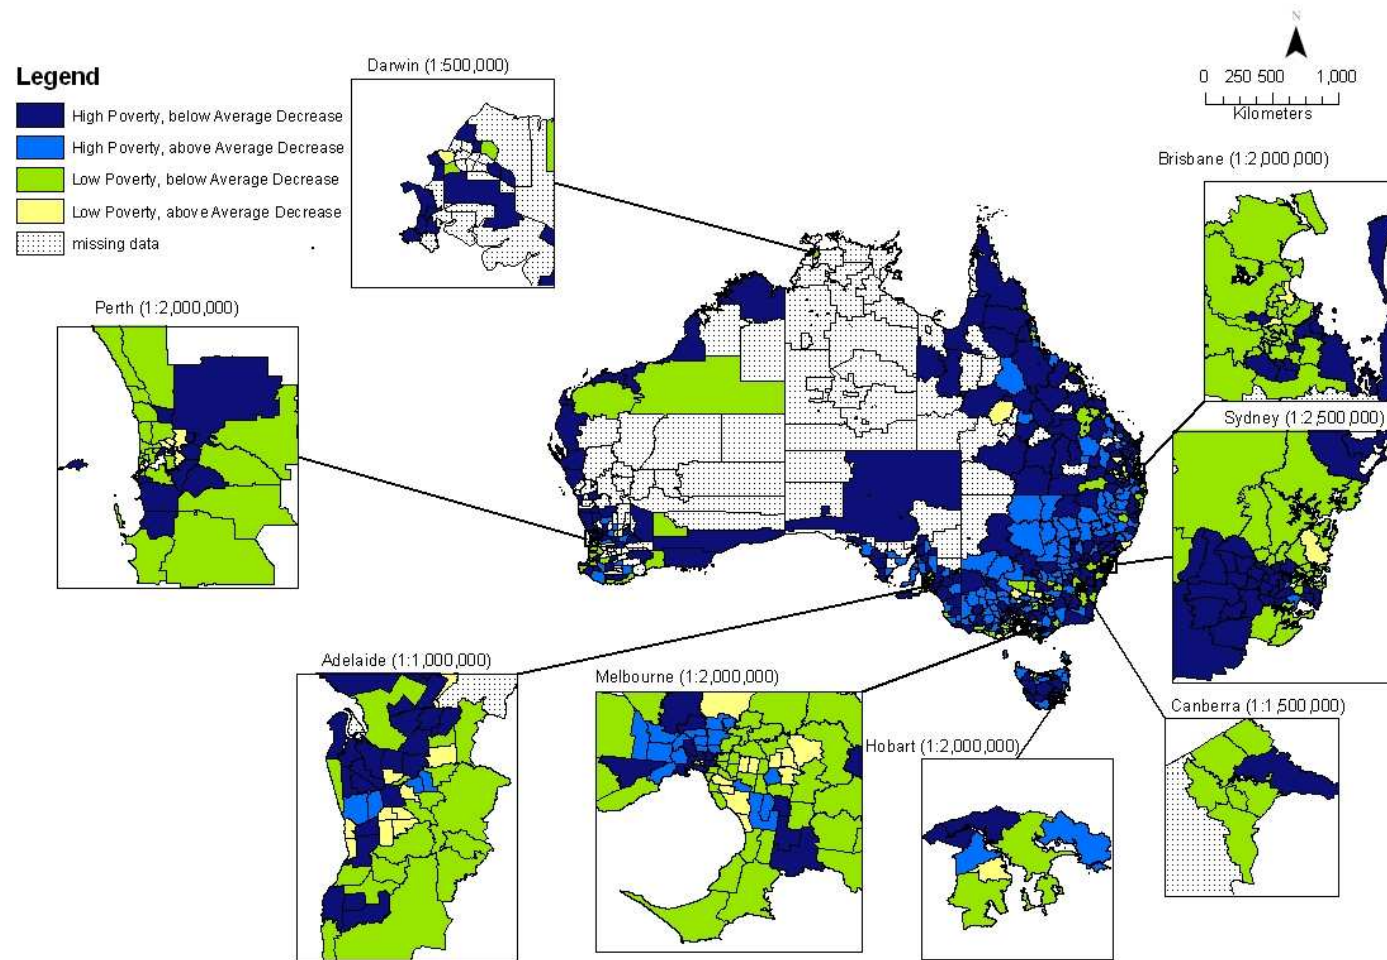 N
Darwin (1:500,000)
Legend
0 250 500 1,000
High Poverty, below Average Decrease
Kilometers
High Poverty, above Average Decrease
Brisbane (1:2,000,000)
Low Poverty, below Average Decrease
Low Poverty, above Average Decrease
missing data
Perth (1:2,000,000)
Sydney (1:2,500,000)
Adelaide (1:1,000,000)
Melbourne (1:2,000,000)
Canberra (1:1,500,000)
Hobart (1:2,000,000)